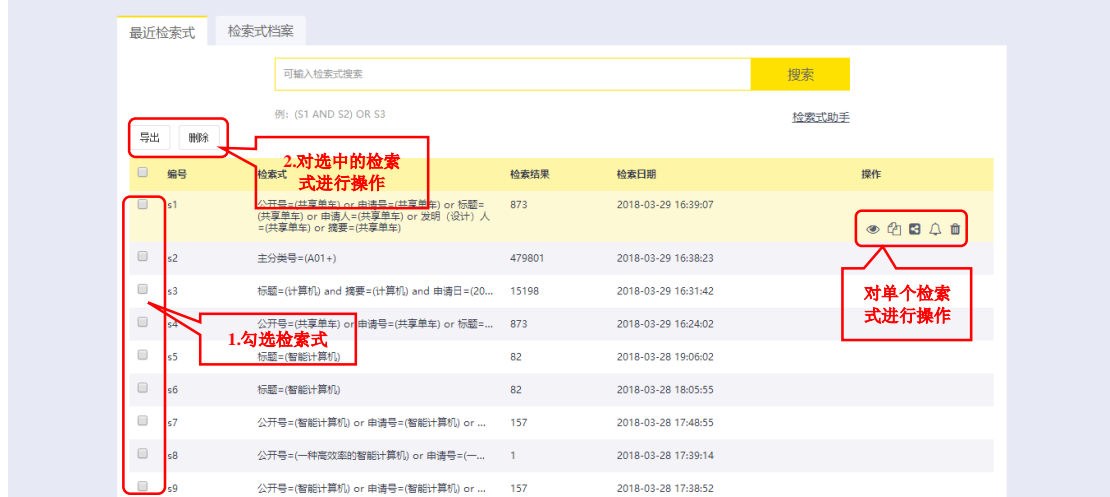 最近检索式 检索式档案
可输入检索式搜索 搜索
例：(S1 AND S2) OR S3 检索式助手
导出 删除
2.对选中的检索
式进行操作
编号 检索式 检索结果 检索日期 操作
s1 公开号=(共享单车) or 申请号=(共享单车) or 标题= 873 2018-03-29 16:39:07
(共享单车) or 申请人=(共享单车) or 发明（设计）人
=(共享单车) or 摘要=(共享单车)
s2 主分类号=(A01+) 479801 2018-03-29 16:38:23
s3 标题=(计算机) and 摘要=(计算机) and 申请日=(20... 15198 2018-03-29 16:31:42
对单个检索
式进行操作
s4 公开号=(共享单车) or 申请号=(共享单车) or 标题=... 873 2018-03-29 16:24:02
1.勾选检索式
s5 标题=(智能计算机) 82 2018-03-28 19:06:02
s6 标题=(智能计算机) 82 2018-03-28 18:05:55
s7 公开号=(智能计算机) or 申请号=(智能计算机) or ... 157 2018-03-28 17:48:55
s8 公开号=(一种高效率的智能计算机) or 申请号=(一... 1 2018-03-28 17:39:14
s9 公开号=(智能计算机) or 申请号=(智能计算机) or ... 157 2018-03-28 17:38:52